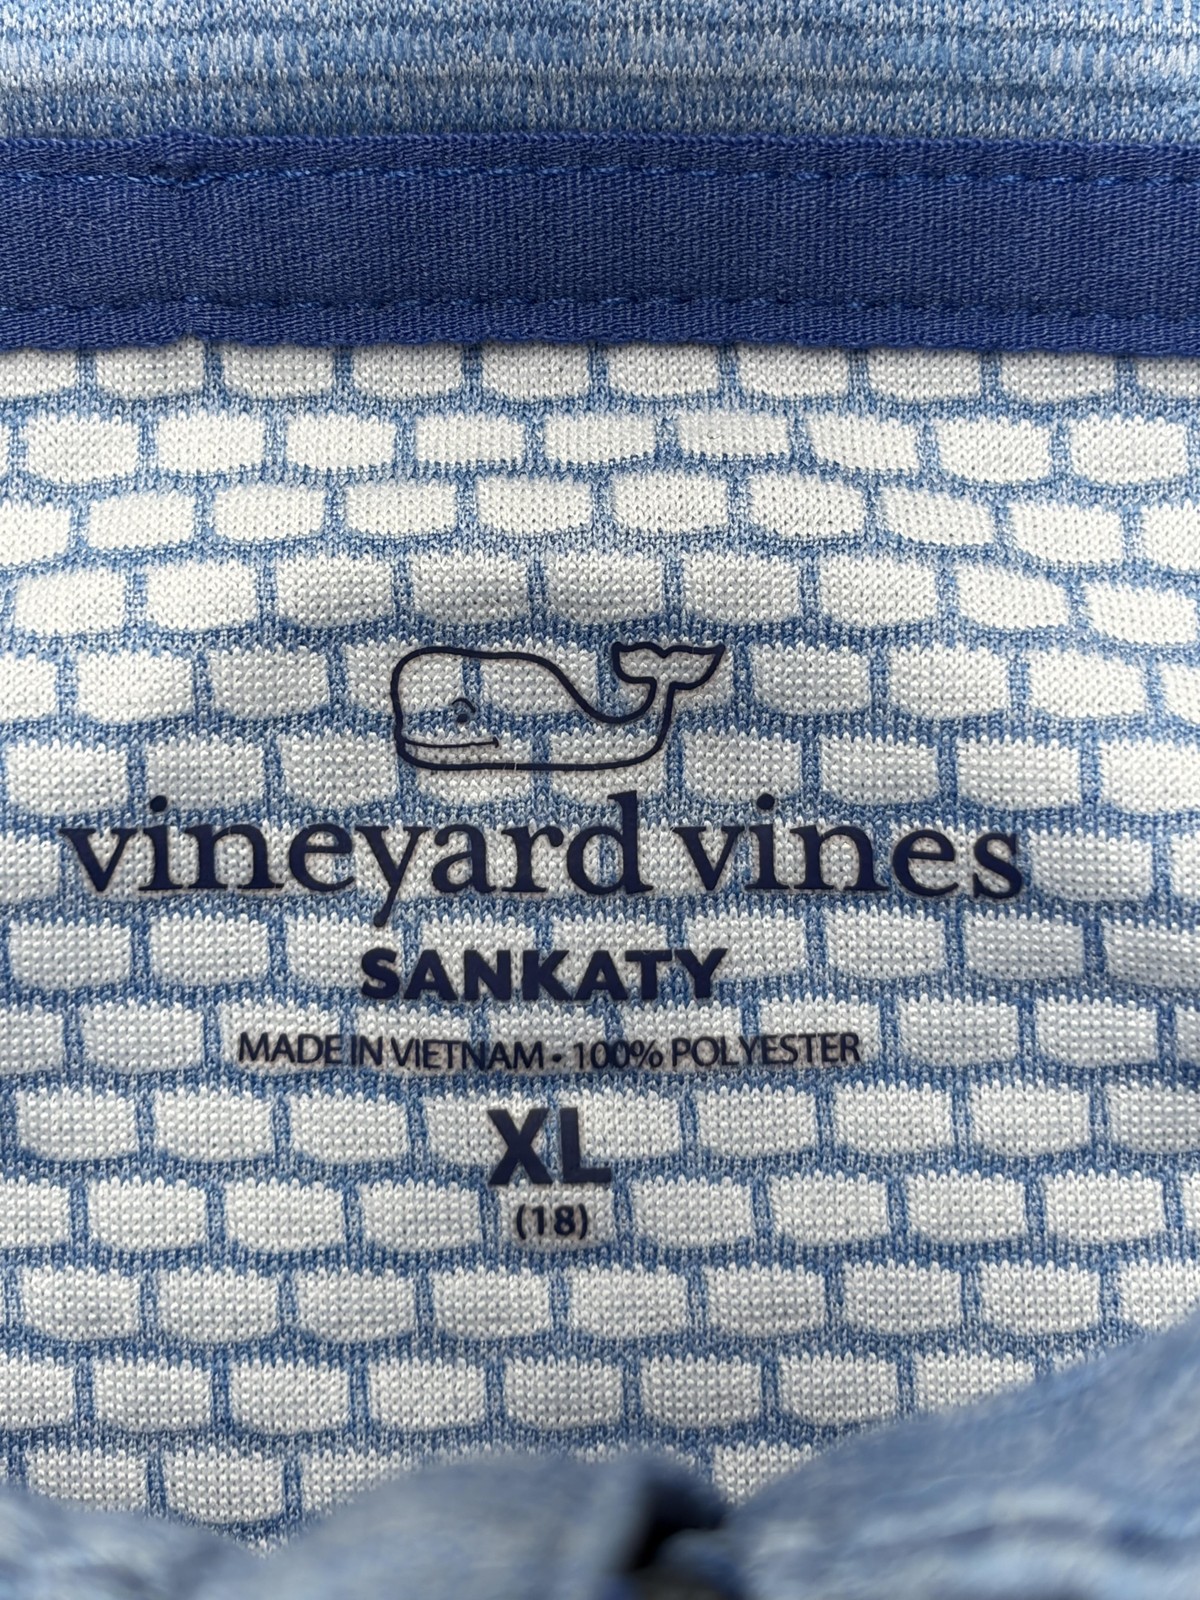 vineyard vines
SANKATY
MADE IN VIETNAM • 100% POLYESTER
XL
(18)